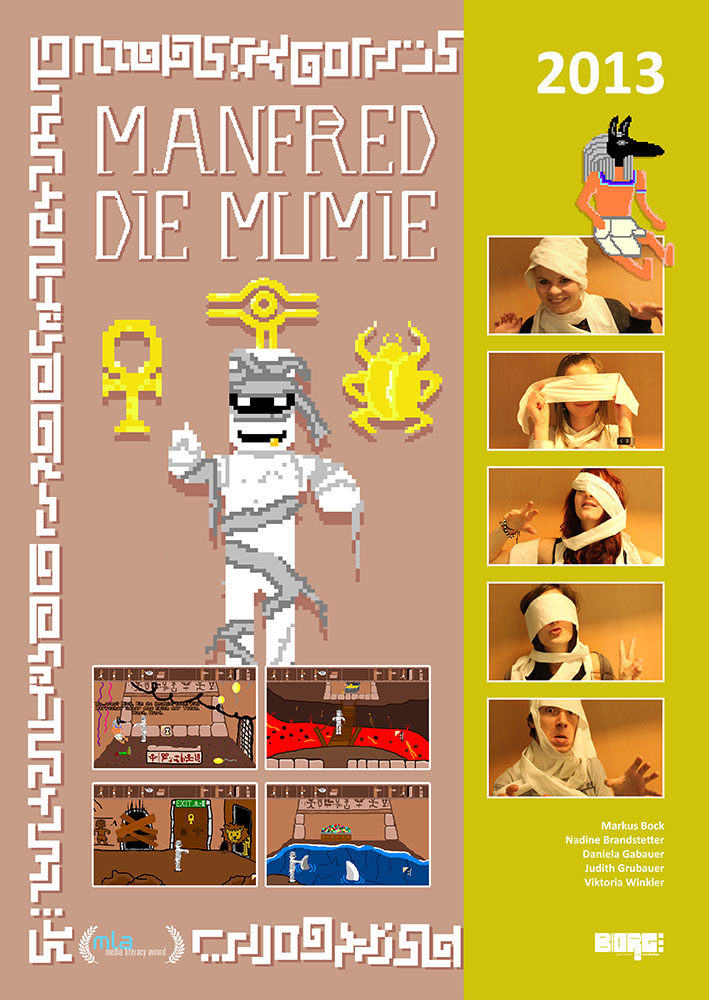 2013
MANFRED
DIE MUMIE
EXIT
Markus Bock
Nadine Brandstetter
Daniela Gabauer
Judith Grubauer
Viktoria Winkler
mla
media literacy award
BORG